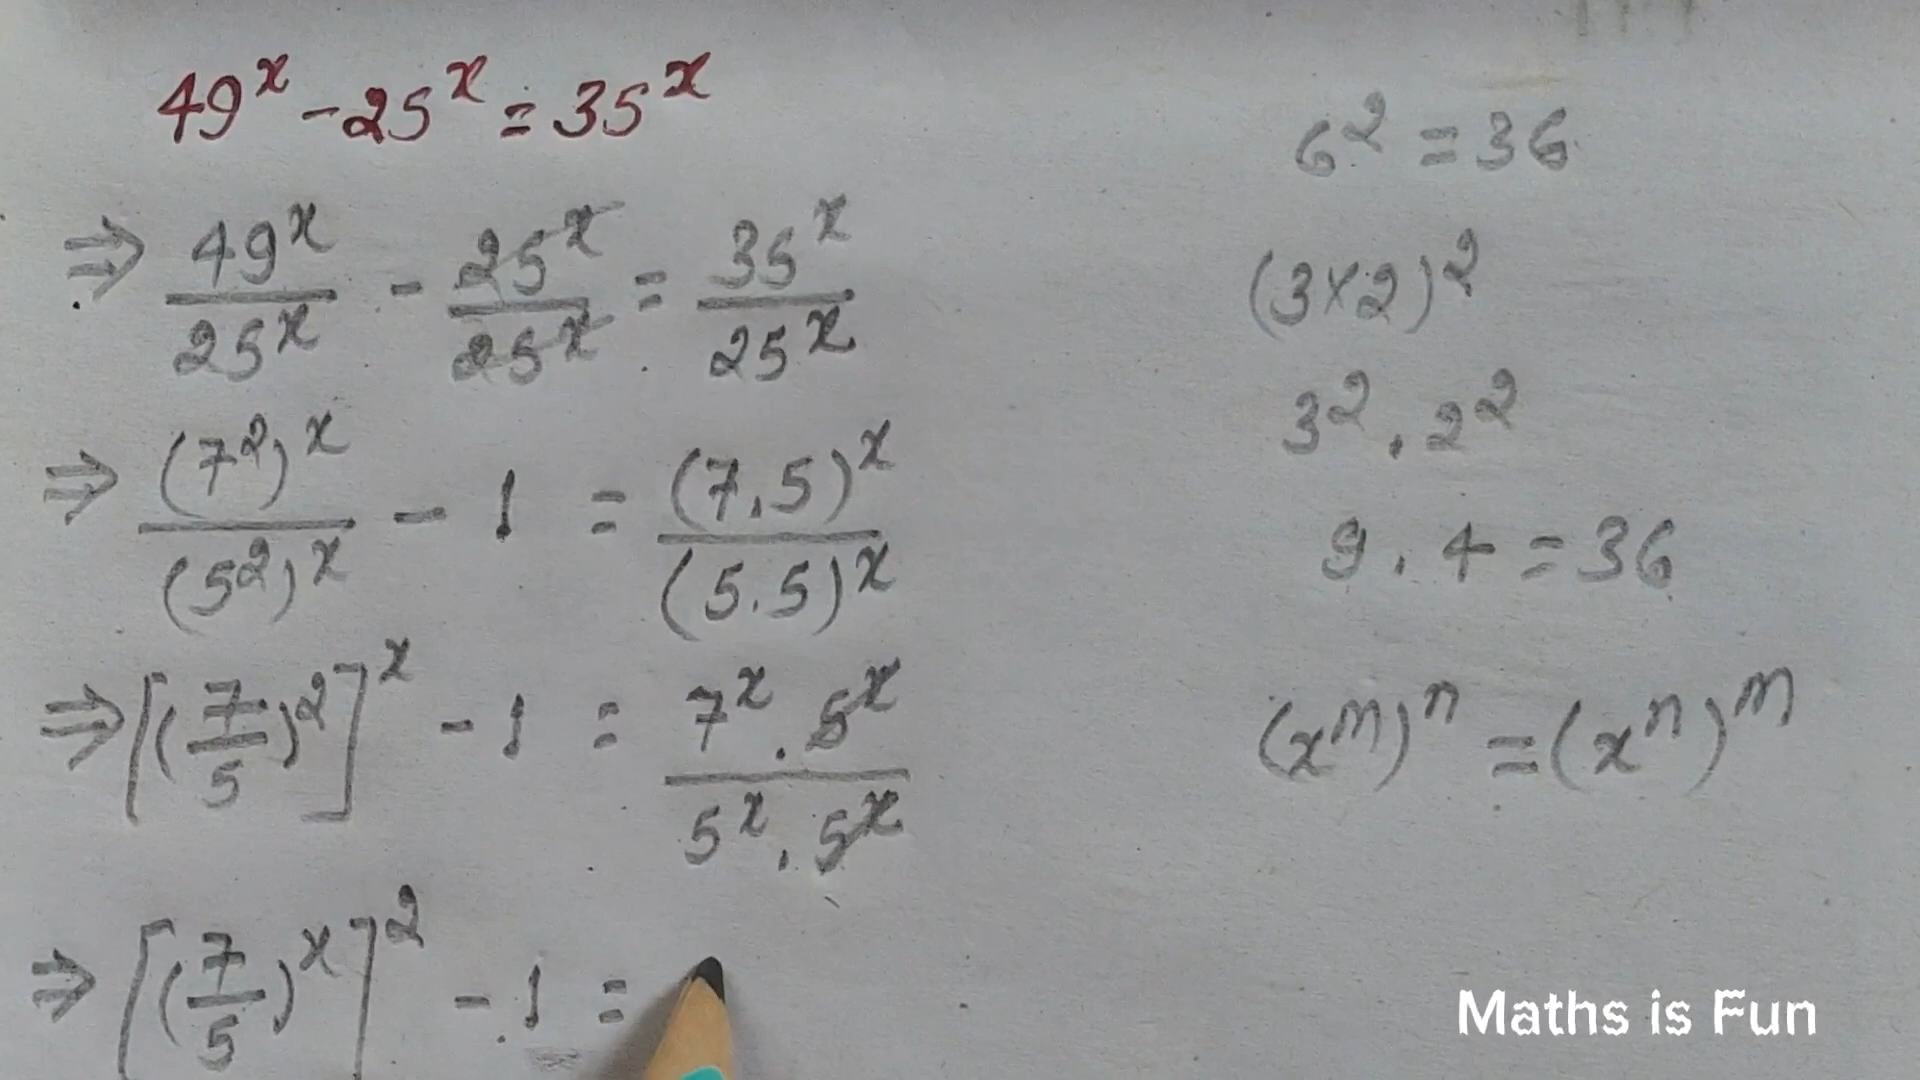 49^x - 25^x = 35^x
⇒ 49^x/25^x - 25^x/25^x = 35^x/25^x
⇒ (7^2)^x/(5^2)^x - 1 = (7.5)^x/(5.5)^x
⇒ [(7/5)^2]^x - 1 = 7^x . 5^x/5^x . 5^x
⇒ [(7/5)^x]^2 - 1 =
6^2 = 36
(3×2)^2
3^2 . 2^2
9 . 4 = 36
(x^m)^n = (x^n)^m
Maths is Fun